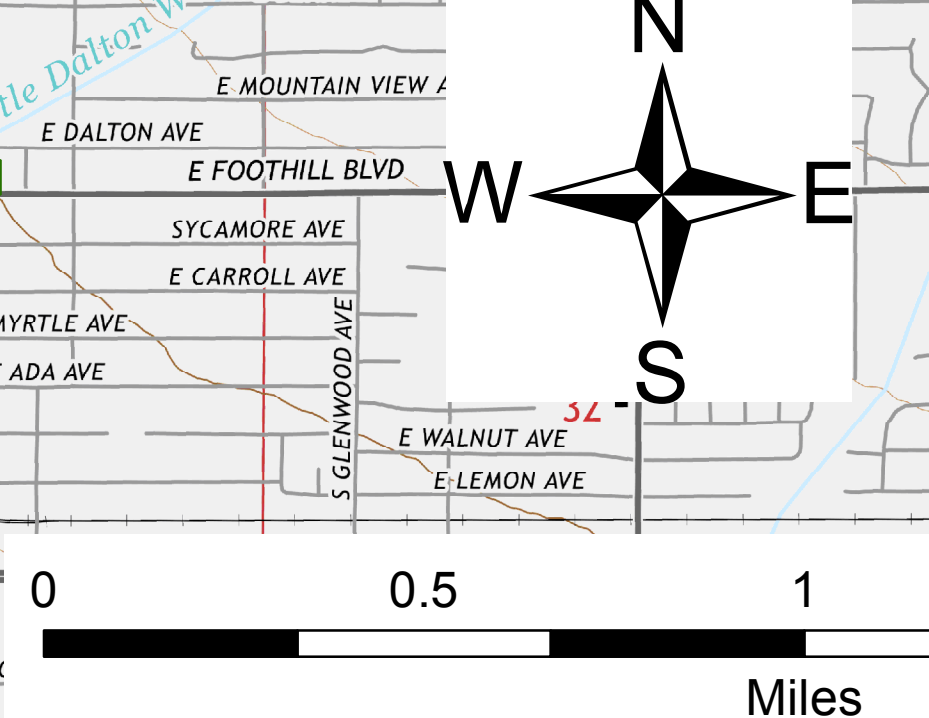 tle Dalton W
N
E MOUNTAIN VIEW A
E DALTON AVE
E FOOTHILL BLVD
W
E
SYCAMORE AVE
E CARROLL AVE
MYRTLE AVE
ADA AVE
S GLENWOOD AVE
S
32
E WALNUT AVE
E LEMON AVE
0 0.5 1
Miles